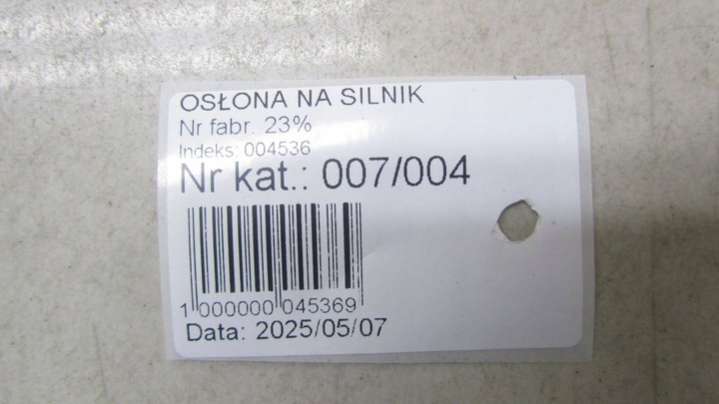 OSŁONA NA SILNIK
Nr fabr. 23%
Indeks: 004536
Nr kat.: 007/004
1 000000 045369
Data: 2025/05/07